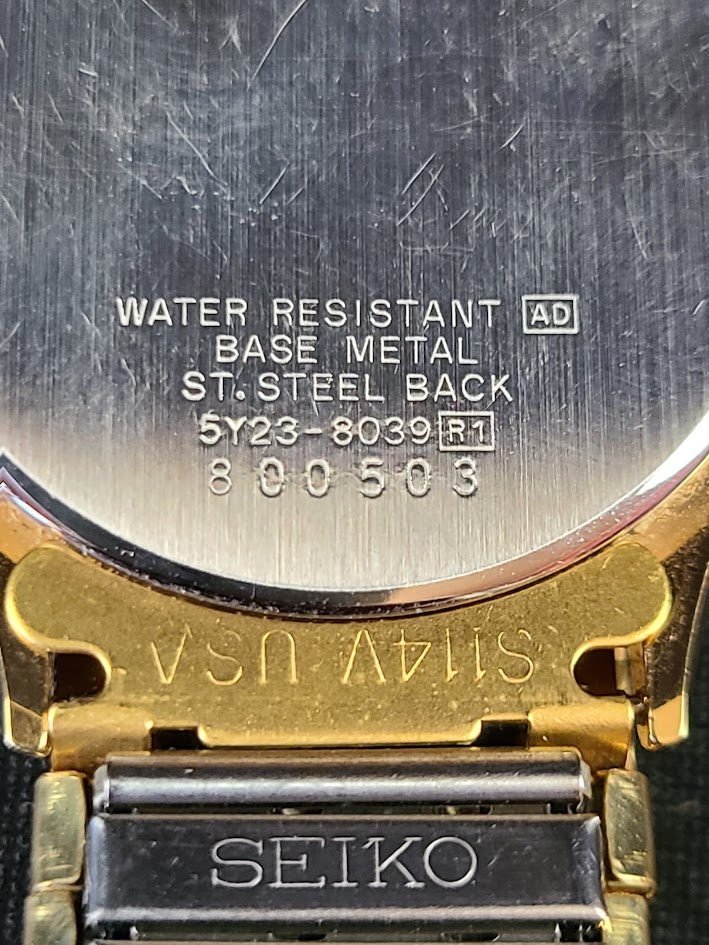 WATER RESISTANT AD
BASE METAL
ST. STEEL BACK
5Y23-8039 R1
800503
S114V USA
SEIKO